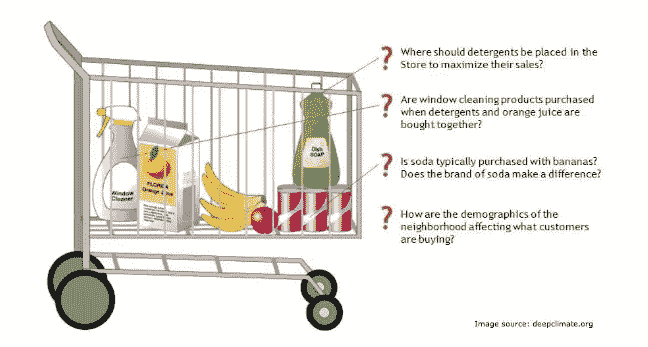 Where should detergents be placed in the
Store to maximize their sales?
Are window cleaning products purchased
when detergents and orange juice are
bought together?
Is soda typically purchased with bananas?
Does the brand of soda make a difference?
How are the demographics of the
neighborhood affecting what customers
are buying?
Window
Cleaner
Orange Juice
Dish
SOAP
Image source: deepclimate.org